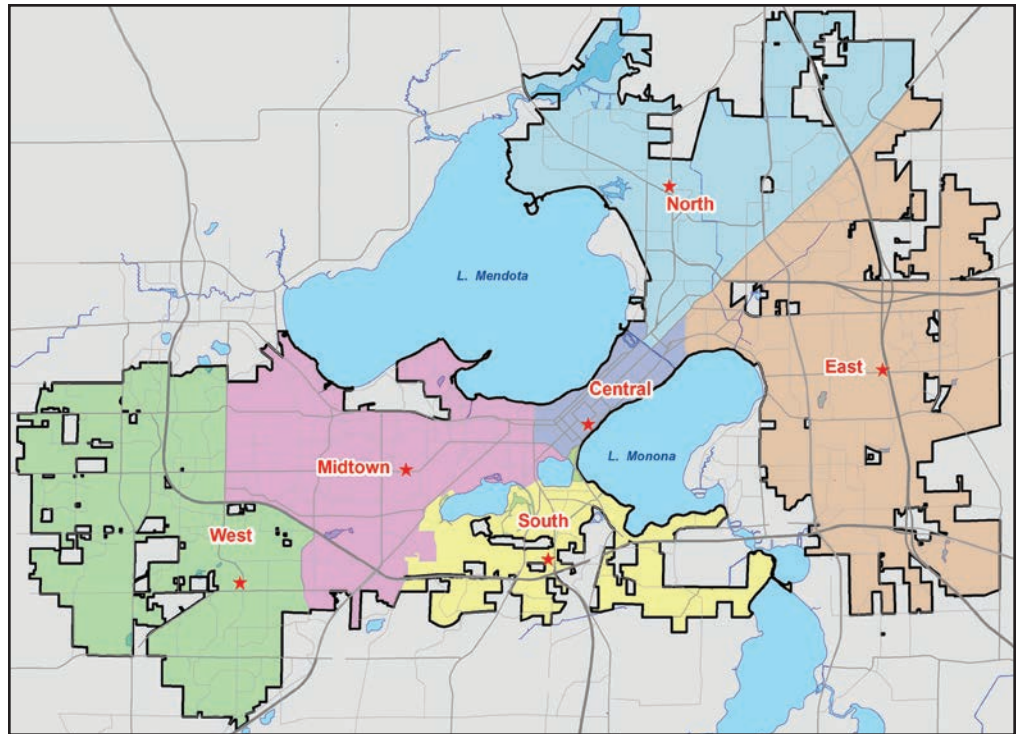 North
L. Mendota
East
Central
L. Monona
Midtown
South
West